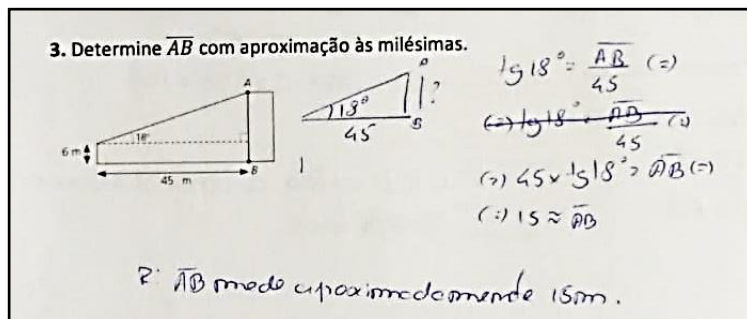 3. Determine AB com aproximação às milésimas.
A
18°
6 m
45 m
B
18°
?
45
B
tg 18° = AB / 45 (=)
(=) tg 18° = AB / 45 (=)
(=) 45 × tg 18° = AB (=)
(=) 15 ≈ AB
R: AB mede aproximadamente 15m.